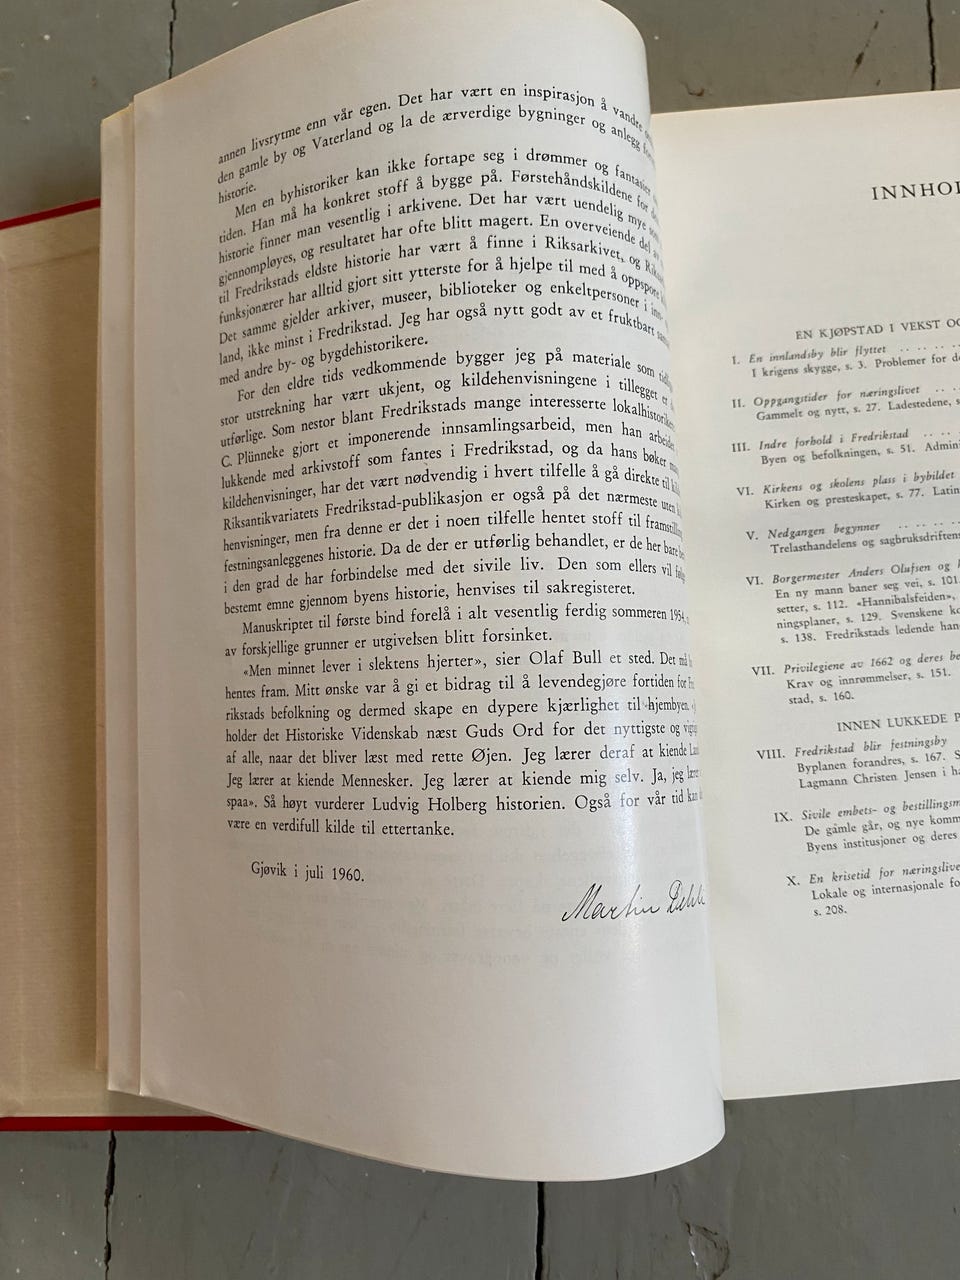 annen livsrytme enn vår egen. Det har vært en inspirasjon å vandre
den gamle by og Vaterland og la de ærverdige bygninger og anlegg
historie.
Men en byhistoriker kan ikke fortape seg i drømmer og
tiden. Han må ha konkret stoff å bygge på. Førstehåndskildene for
historie finner man vesentlig i arkivene. Det har vært uendelig mye
gjennompløyes, og resultatet har ofte blitt magert. En overveiende del av
til Fredrikstads eldste historie har vært å finne i Riksarkivet, og
funksjonærer har alltid gjort sitt ytterste for å hjelpe til med å oppspore
Det samme gjelder arkiver, museer, biblioteker og enkeltpersoner i inn-
land, ikke minst i Fredrikstad. Jeg har også nytt godt av et fruktbart
med andre by- og bygdehistorikere.
For den eldre tids vedkommende bygger jeg på materiale som
stor utstrekning har vært ukjent, og kildehenvisningene i tillegget er
utførlige. Som nestor blant Fredrikstads mange interesserte
C. Plünneke gjort et imponerende innsamlingsarbeid, men han
lukkende med arkivstoff som fantes i Fredrikstad, og da hans bøker
kildehenvisninger, har det vært nødvendig i hvert tilfelle å gå direkte til
Riksantikvariatets Fredrikstad-publikasjon er også på det nærmeste uten
henvisninger, men fra denne er det i noen tilfelle hentet stoff til
festningsanleggenes historie. Da de der er utførlig behandlet, er de her bare
i den grad de har forbindelse med det sivile liv. Den som ellers vil
bestemt emne gjennom byens historie, henvises til sakregisteret.
Manuskriptet til første bind forelå i alt vesentlig ferdig sommeren 1954,
av forskjellige grunner er utgivelsen blitt forsinket.
«Men minnet lever i slektens hjerter», sier Olaf Bull et sted. Det må
hentes fram. Mitt ønske var å gi et bidrag til å levendegjøre fortiden for
rikstads befolkning og dermed skape en dypere kjærlighet til hjembyen.
holder det Historiske Videnskab næst Guds Ord for det nyttigste og
af alle, naar det bliver læst med rette Øjen. Jeg lærer deraf at kiende
Jeg lærer at kiende Mennesker. Jeg lærer at kiende mig selv. Ja, jeg
spaa». Så høyt vurderer Ludvig Holberg historien. Også for vår tid kan
være en verdifull kilde til ettertanke.
Gjøvik i juli 1960.
Martin Dehli
INNHOL
EN KJØPSTAD I VEKST
I. En innlandsby blir flyttet
I krigens skygge, s. 3. Problemer for
II. Oppgangstider for næringslivet
Gammelt og nytt, s. 27. Ladestedene,
III. Indre forhold i Fredrikstad
Byen og befolkningen, s. 51.
VI. Kirkens og skolens plass i bybildet
Kirken og presteskapet, s. 77.
V. Nedgangen begynner
Trelasthandelens og sagbruksdriftens
VI. Borgermester Anders Olufsen og
En ny mann baner seg vei, s. 101.
setter, s. 112. «Hannibalsfeiden»,
ningsplaner, s. 129. Svenskene
s. 138. Fredrikstads ledende
VII. Privilegiene av 1662 og deres
Krav og innrømmelser, s. 151.
stad, s. 160.
INNEN LUKKEDE
VIII. Fredrikstad blir festningsby
Byplanen forandres, s. 167.
Lagmann Christen Jensen i
IX. Sivile embets- og
De gamle går, og nye
Byens institusjoner og deres
X. En krisetid for
Lokale og internasjonale
s. 208.